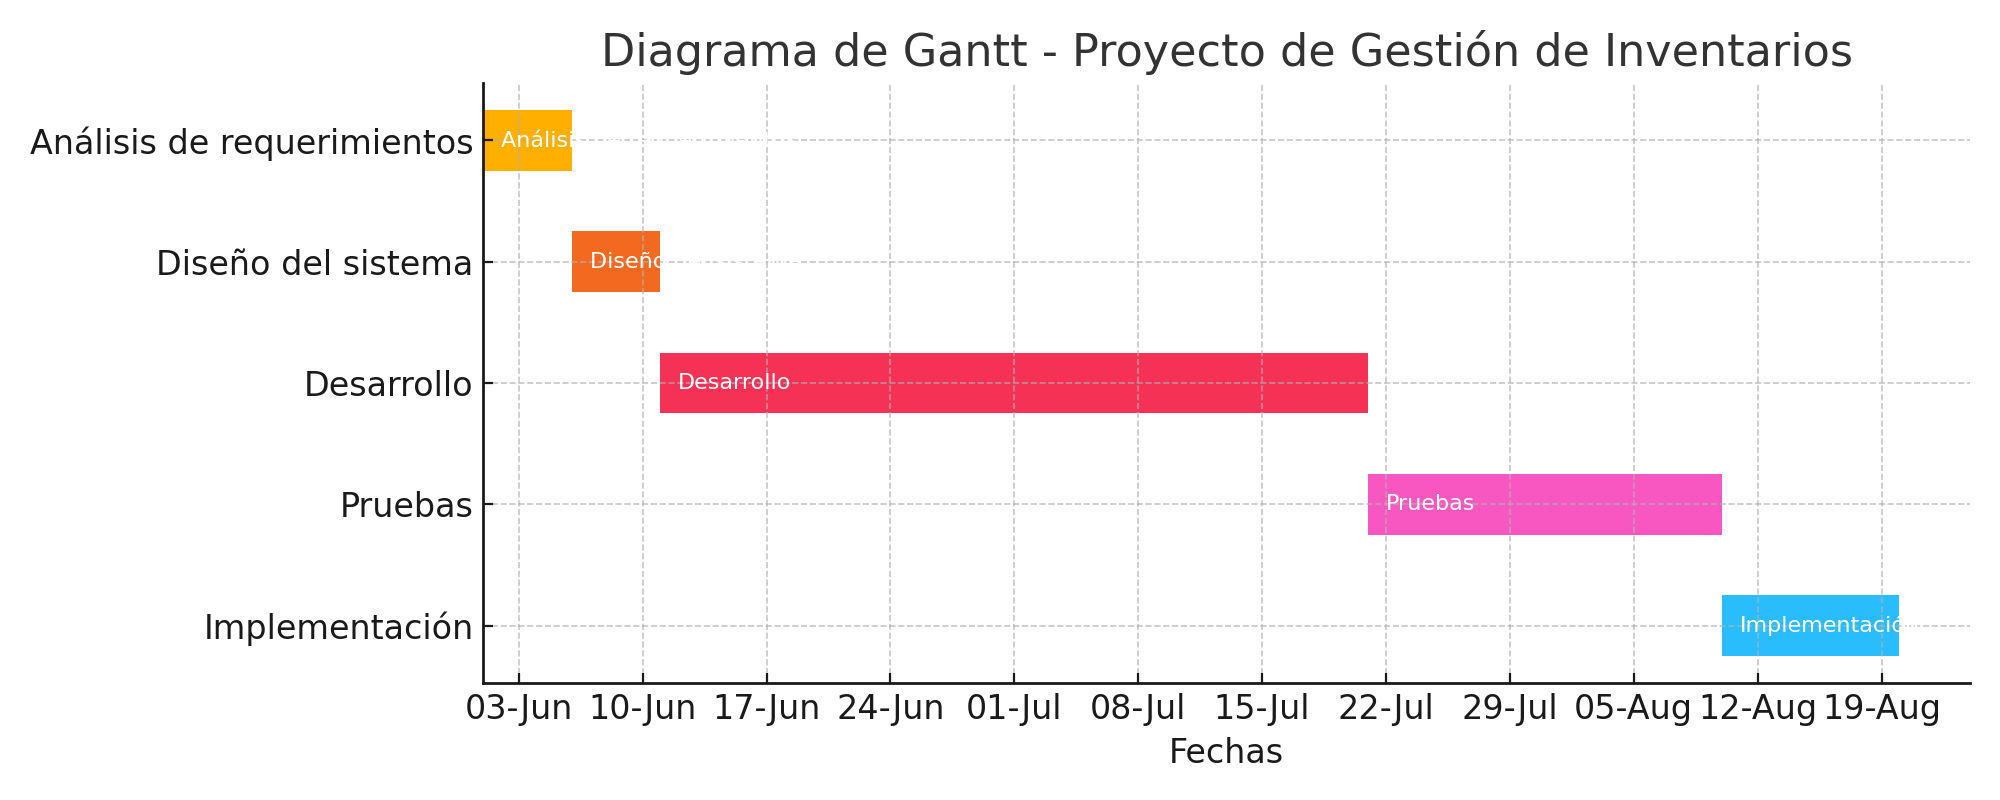 Diagrama de Gantt - Proyecto de Gestión de Inventarios
Análisis de requerimientos
Análisi
Diseño del sistema
Diseño
Desarrollo
Desarrollo
Pruebas
Pruebas
Implementación
Implementación
03-Jun 10-Jun 17-Jun 24-Jun 01-Jul 08-Jul 15-Jul 22-Jul 29-Jul 05-Aug 12-Aug 19-Aug
Fechas